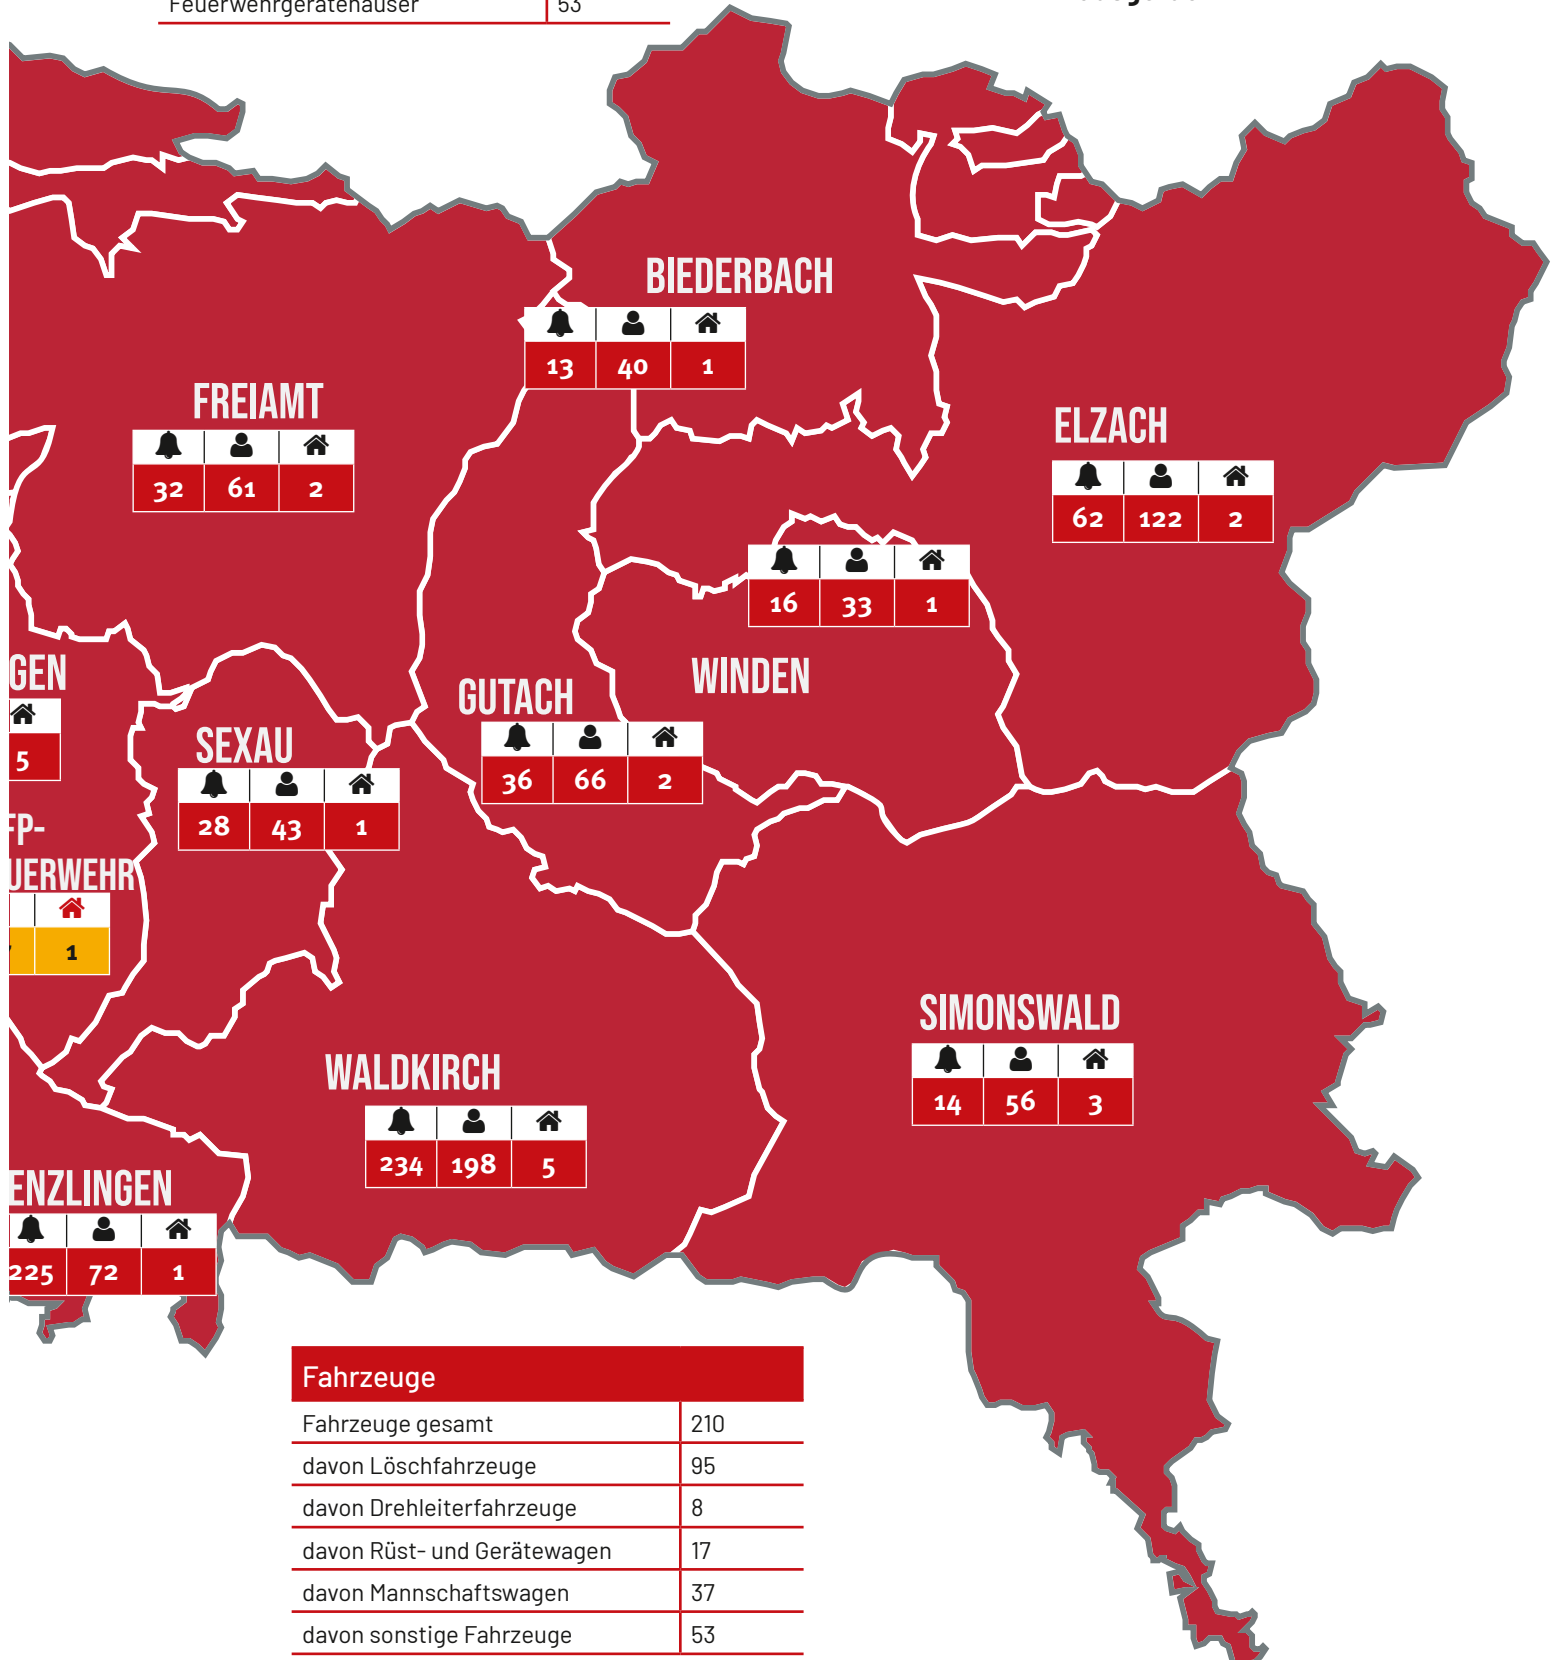 Feuerwehrgerätehäuser 53
BIEDERBACH
13 40 1
FREIAMT
32 61 2
ELZACH
62 122 2
16 33 1
WINDEN
GEN
5
GUTACH
36 66 2
SEXAU
28 43 1
FP-
UERWEHR
1
SIMONSWALD
14 56 3
WALDKIRCH
234 198 5
ENZLINGEN
225 72 1
Fahrzeuge
Fahrzeuge gesamt 210
davon Löschfahrzeuge 95
davon Drehleiterfahrzeuge 8
davon Rüst- und Gerätewagen 17
davon Mannschaftswagen 37
davon sonstige Fahrzeuge 53